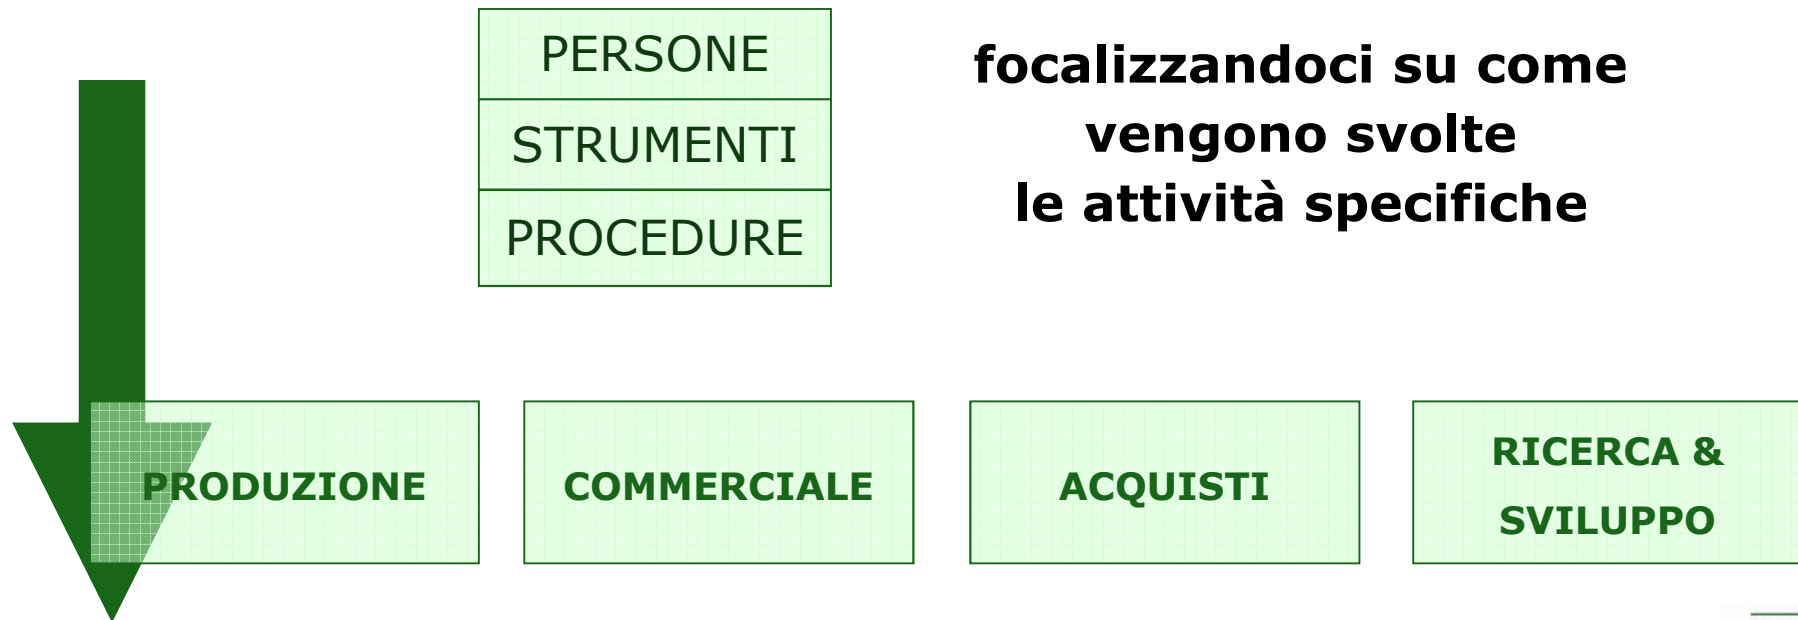 PERSONE
STRUMENTI
PROCEDURE
focalizzandoci su come
vengono svolte
le attività specifiche
PRODUZIONE
COMMERCIALE
ACQUISTI
RICERCA &
SVILUPPO